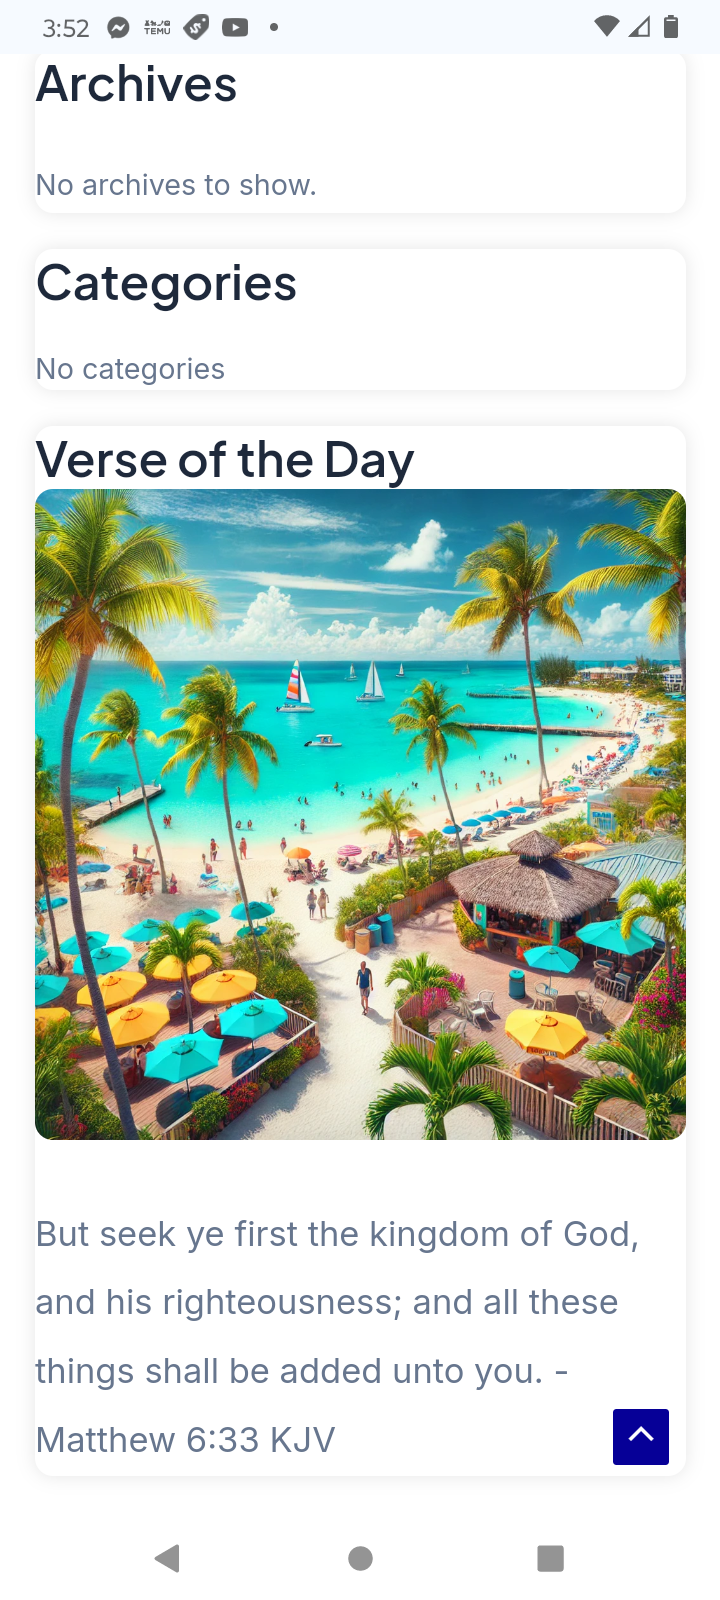 3:52
TEMU
Archives
No archives to show.
Categories
No categories
Verse of the Day
But seek ye first the kingdom of God,
and his righteousness; and all these
things shall be added unto you. -
Matthew 6:33 KJV